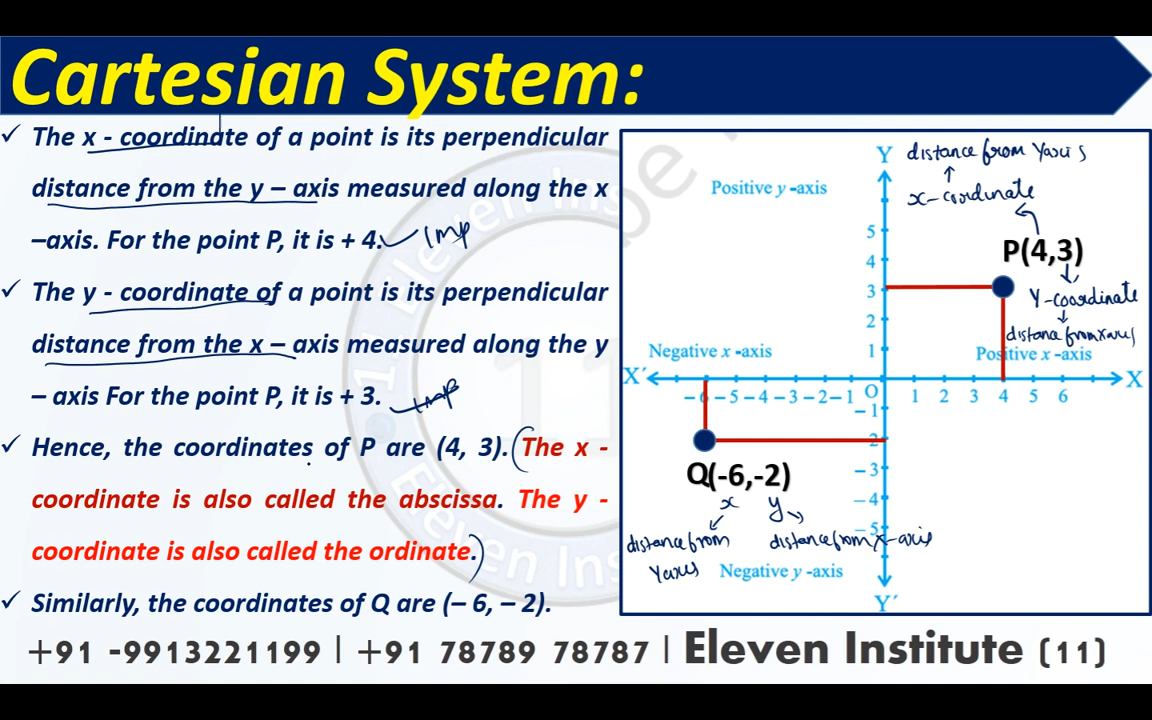 Cartesian System:
✓ The x - coordinate of a point is its perpendicular
distance from the y – axis measured along the x
–axis. For the point P, it is + 4. Imp
✓ The y - coordinate of a point is its perpendicular
distance from the x – axis measured along the y
– axis For the point P, it is + 3. Imp
✓ Hence, the coordinates of P are (4, 3). (The x -
coordinate is also called the abscissa. The y -
coordinate is also called the ordinate.)
✓ Similarly, the coordinates of Q are (– 6, – 2).
Y distance from Yaxis
Positive y -axis
x-coordinate
P(4,3)
5
4
3
Y-coordinate
2
distance from xaxis
Negative x -axis
1
Positive x -axis
X′ O X
– 6 –5 –4 –3 –2 –1 1 2 3 4 5 6
–1
2
–3
Q(-6,-2)
–4
x y
–5
distance from
Yaxis
distance from x-axis
Negative y -axis
Y′
+91 -9913221199 | +91 78789 78787 | Eleven Institute (11)